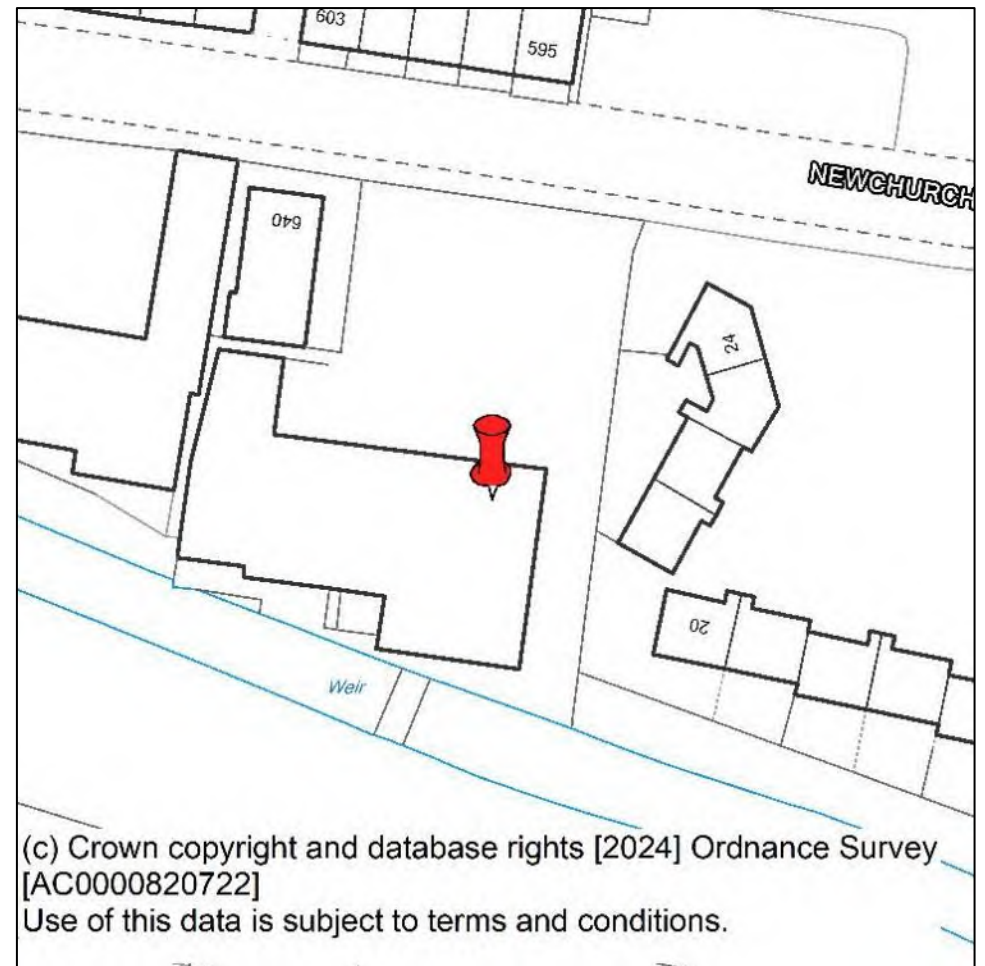 603
595
NEWCHURCH
640
24
20
Weir
(c) Crown copyright and database rights [2024] Ordnance Survey
[AC0000820722]
Use of this data is subject to terms and conditions.